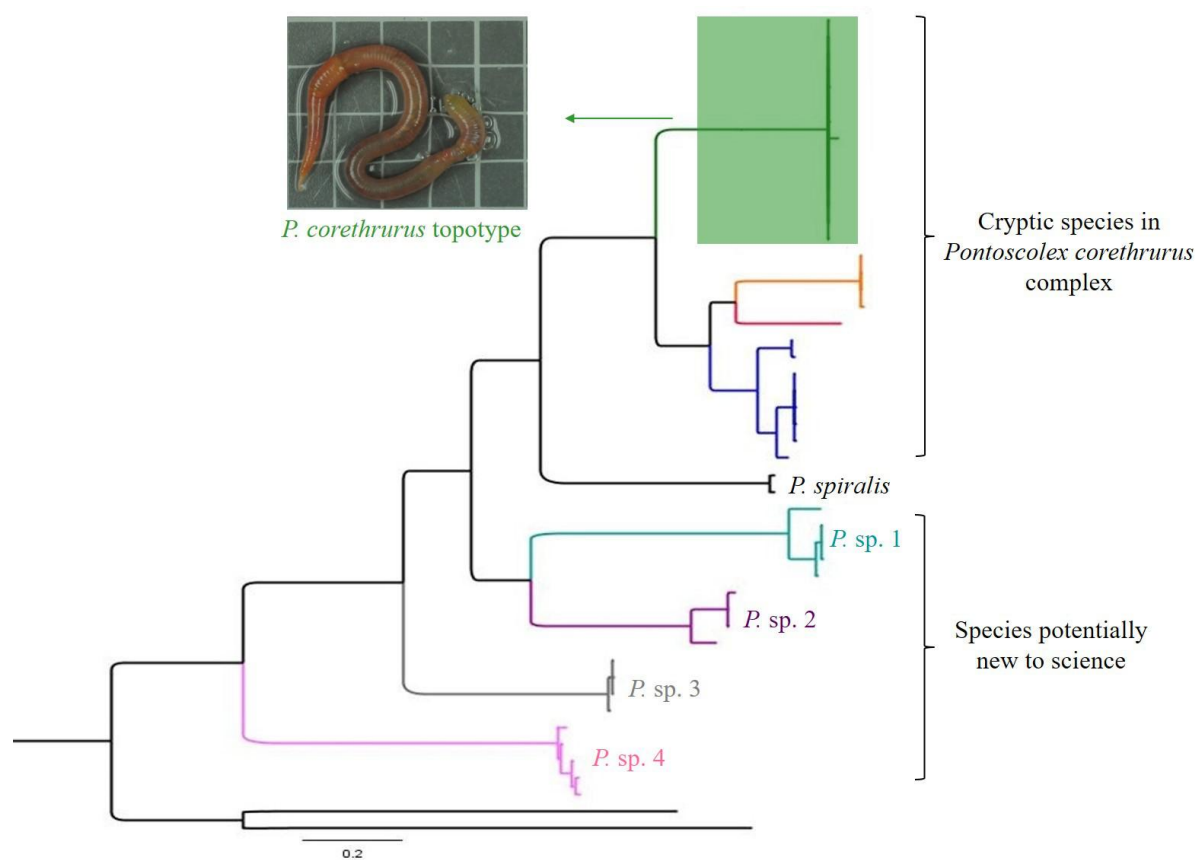 P. corethrurus topotype
Cryptic species in
Pontoscolex corethrurus
complex
P. spiralis
P. sp. 1
P. sp. 2
Species potentially
new to science
P. sp. 3
P. sp. 4
0.2